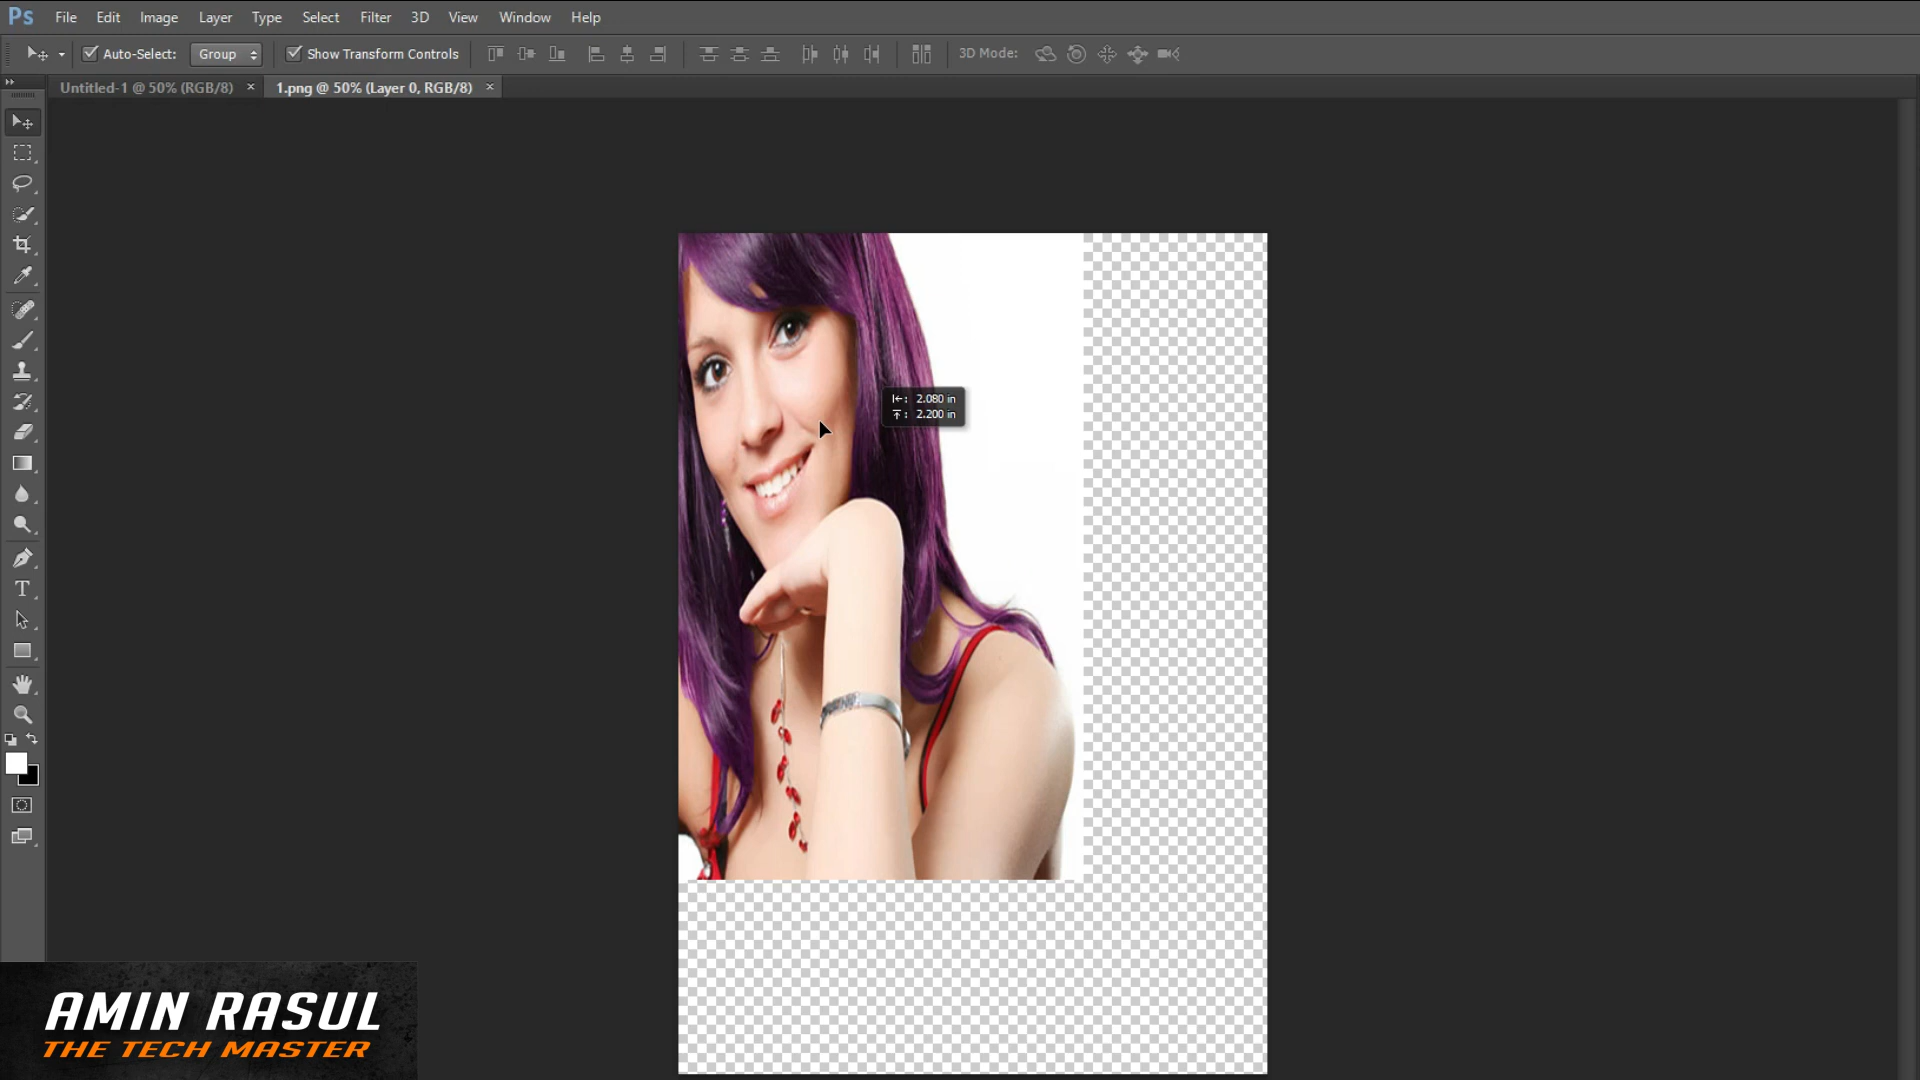 Ps File Edit Image Layer Type Select Filter 3D View Window Help
Auto-Select: Group Show Transform Controls 3D Mode:
Untitled-1 @ 50% (RGB/8) × 1.png @ 50% (Layer 0, RGB/8) ×
: 2.080 in
: 2.200 in
T
AMIN RASUL
THE TECH MASTER